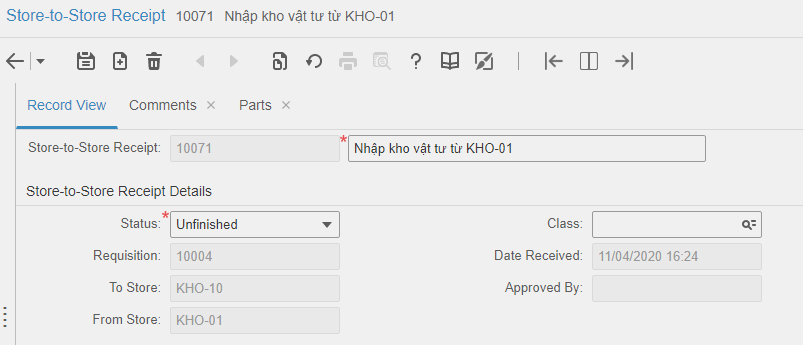 Store-to-Store Receipt 10071 Nhập kho vật tư từ KHO-01
Record View Comments × Parts ×
Store-to-Store Receipt: 10071 * Nhập kho vật tư từ KHO-01
Store-to-Store Receipt Details
Status: * Unfinished Class:
Requisition: 10004 Date Received: 11/04/2020 16:24
To Store: KHO-10 Approved By:
From Store: KHO-01